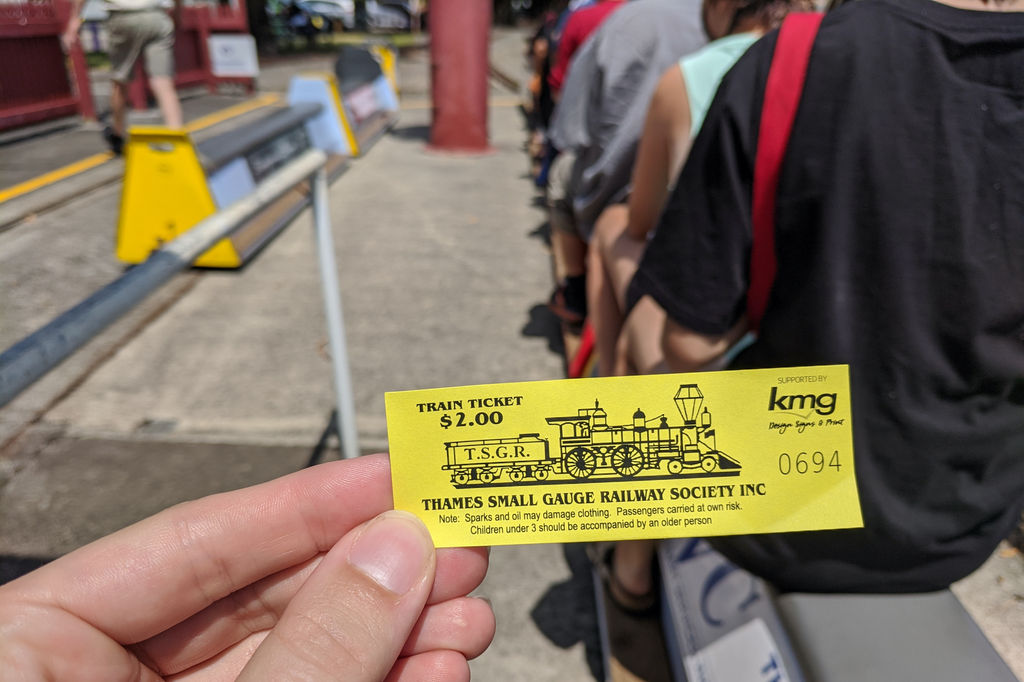 TRAIN TICKET
$2.00
T.S.G.R.
SUPPORTED BY
kmg
Design Signs & Print
0694
THAMES SMALL GAUGE RAILWAY SOCIETY INC
Note: Sparks and oil may damage clothing. Passengers carried at own risk.
Children under 3 should be accompanied by an older person
NC